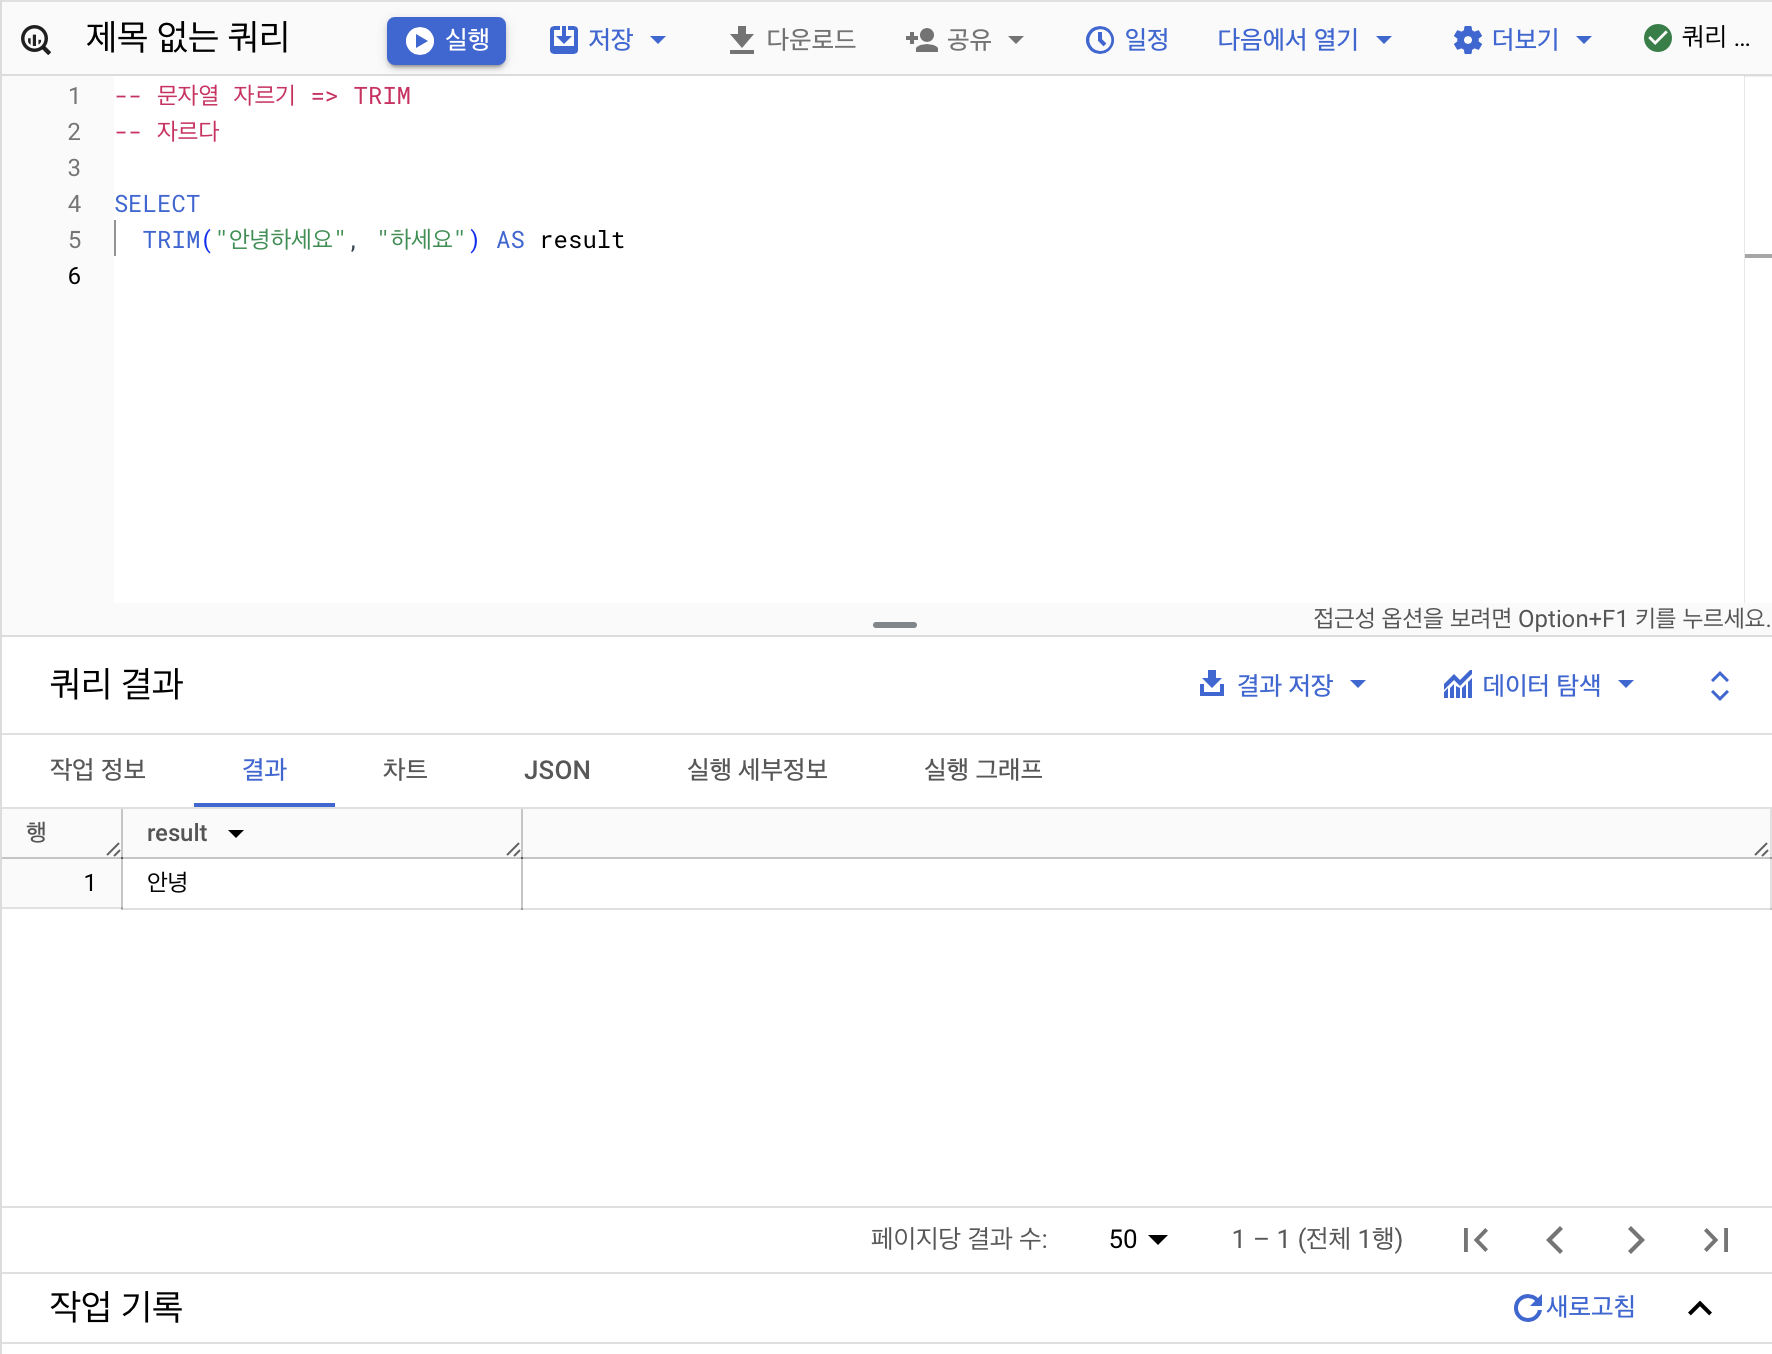 제목 없는 쿼리 실행 저장 다운로드 공유 일정 다음에서 열기 더보기 쿼리 ...
1 -- 문자열 자르기 => TRIM
2 -- 자르다
3
4 SELECT
5 TRIM("안녕하세요", "하세요") AS result
6
접근성 옵션을 보려면 Option+F1 키를 누르세요.
쿼리 결과 결과 저장 데이터 탐색
작업 정보 결과 차트 JSON 실행 세부정보 실행 그래프
행 result
1 안녕
페이지당 결과 수: 50 1 – 1 (전체 1행)
작업 기록 새로고침